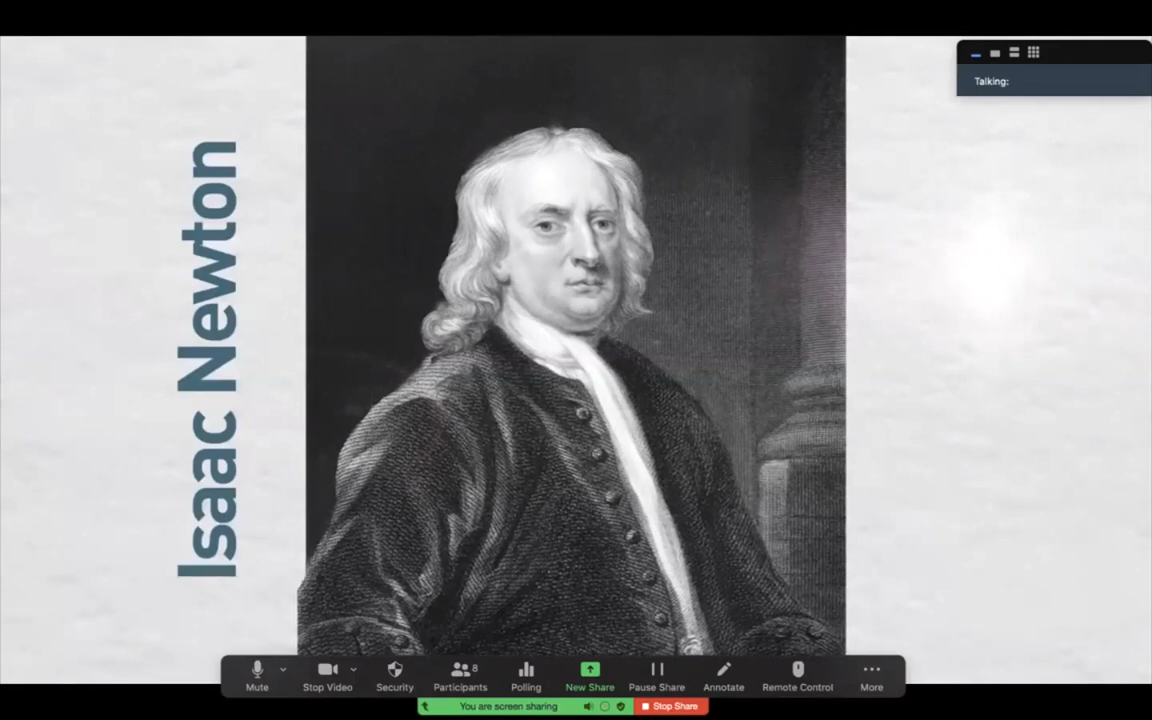 Isaac Newton
Talking:
8
Mute
Stop Video
Security
Participants
Polling
New Share
Pause Share
Annotate
Remote Control
More
You are screen sharing
Stop Share